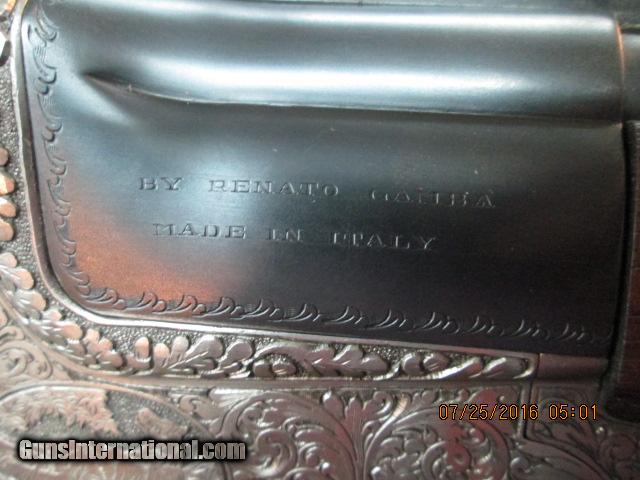 BY RENATO GAMBA
MADE IN ITALY
07/25/2016 05:01
GunsInternational.com